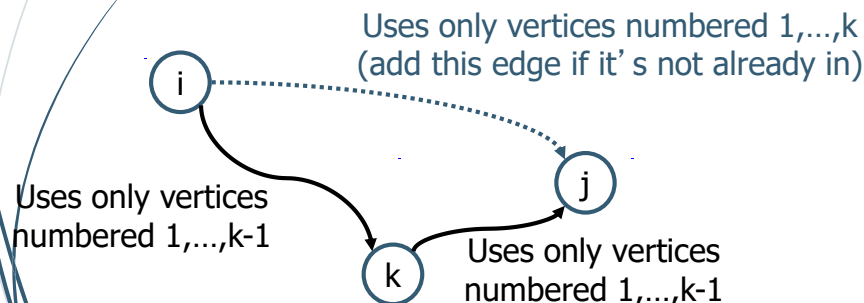 Uses only vertices numbered 1,...,k
(add this edge if it's not already in)
i
j
Uses only vertices
numbered 1,...,k-1
k
Uses only vertices
numbered 1,...,k-1